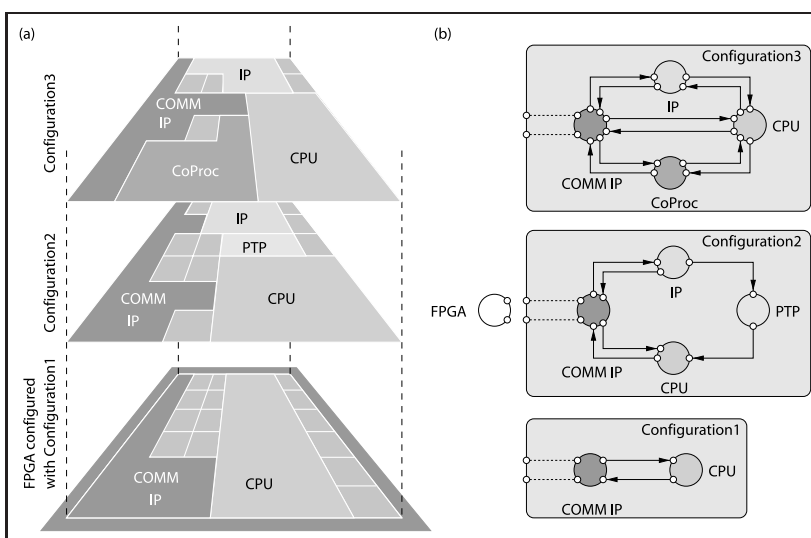 (a)
Configuration3
IP
COMM
IP
CoProc
CPU
Configuration2
IP
PTP
COMM
IP
CPU
FPGA configured
with Configuration1
COMM
IP
CPU
(b)
Configuration3
IP
CPU
COMM IP
CoProc
Configuration2
FPGA
IP
PTP
COMM IP
CPU
Configuration1
CPU
COMM IP